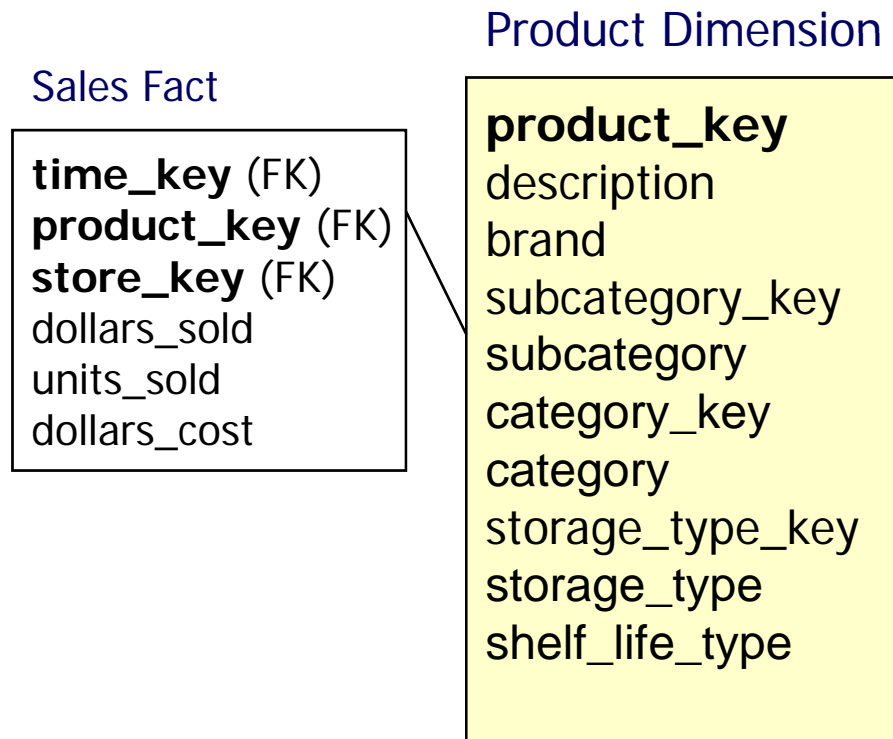 Sales Fact
time_key (FK)
product_key (FK)
store_key (FK)
dollars_sold
units_sold
dollars_cost
Product Dimension
product_key
description
brand
subcategory_key
subcategory
category_key
category
storage_type_key
storage_type
shelf_life_type